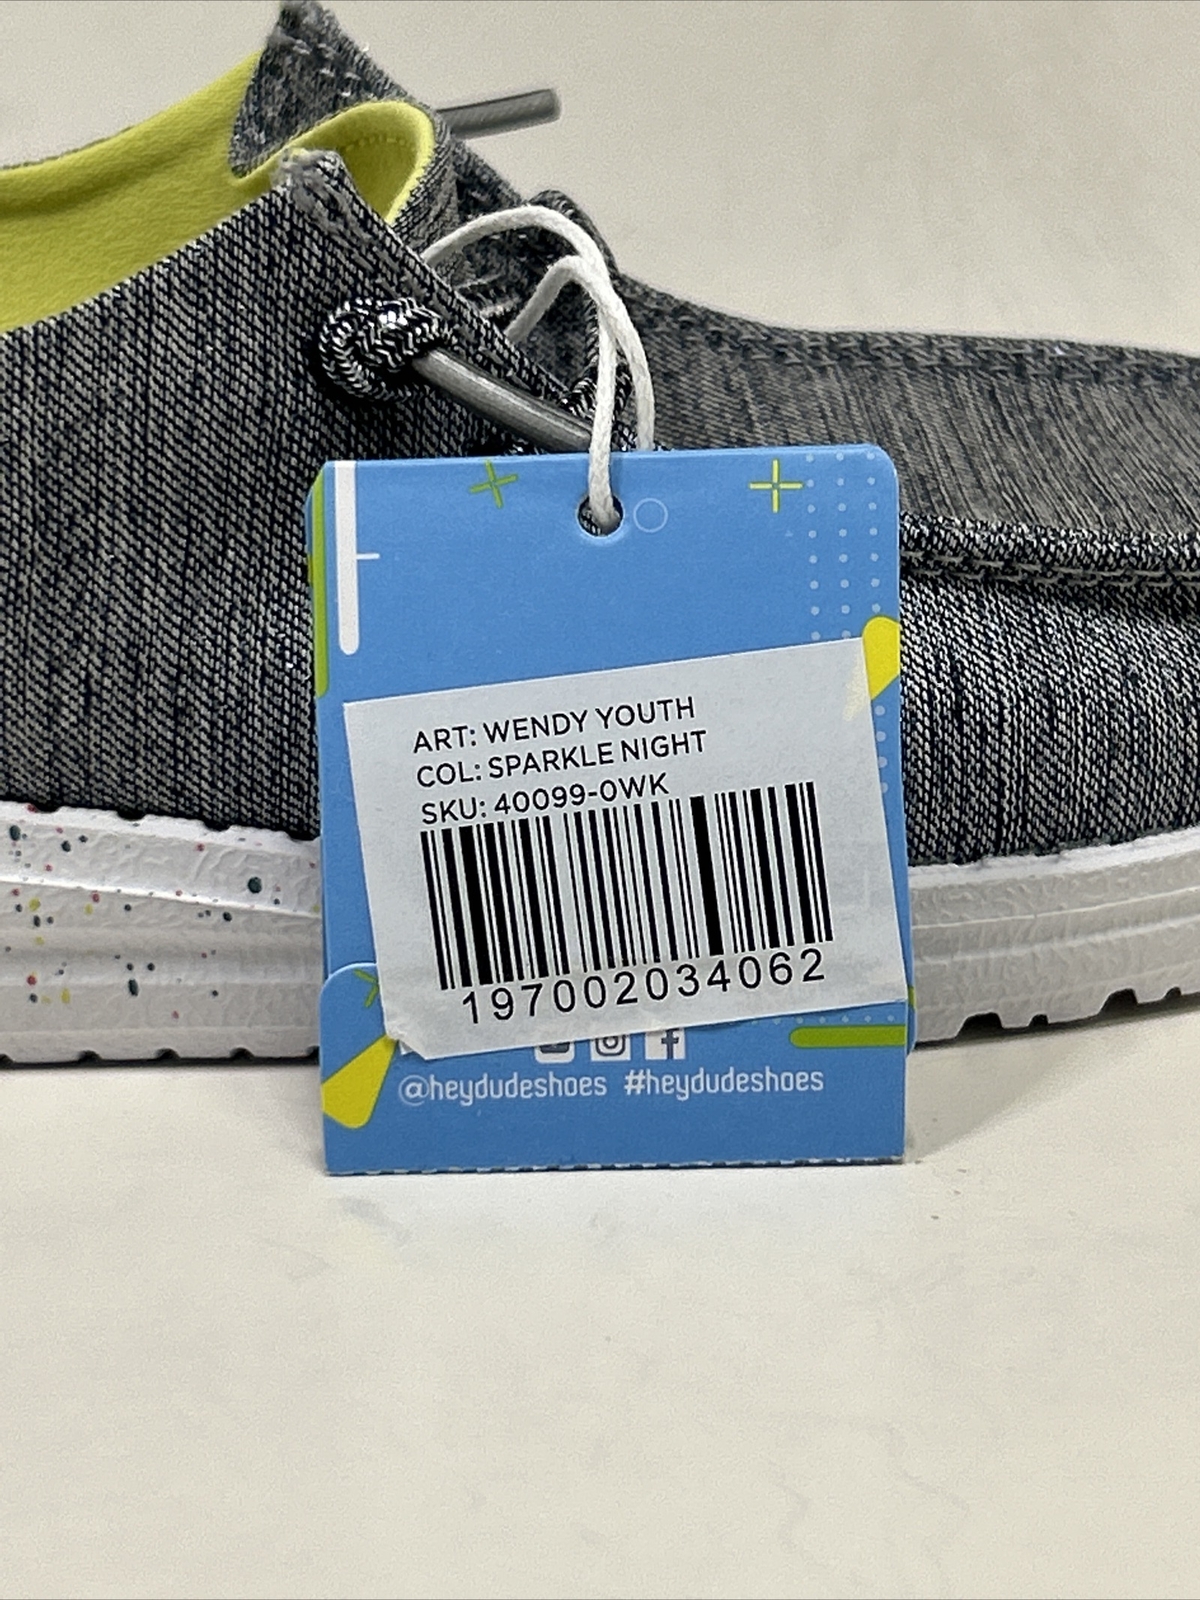 ART: WENDY YOUTH
COL: SPARKLE NIGHT
SKU: 40099-0WK
197002034062
@heydudeshoes #heydudeshoes